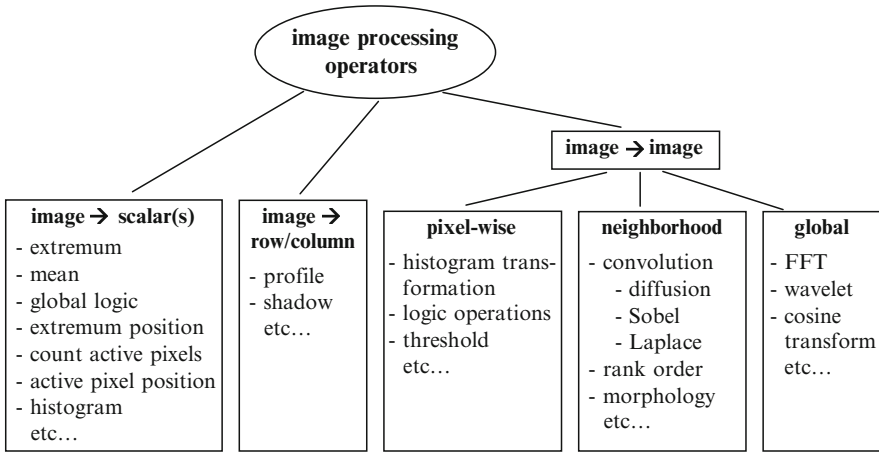 image processing
operators
image → image
image → scalar(s)
- extremum
- mean
- global logic
- extremum position
- count active pixels
- active pixel position
- histogram
etc…
image →
row/column
- profile
- shadow
etc…
pixel-wise
- histogram trans-
formation
- logic operations
- threshold
etc…
neighborhood
- convolution
- diffusion
- Sobel
- Laplace
- rank order
- morphology
etc…
global
- FFT
- wavelet
- cosine
transform
etc…